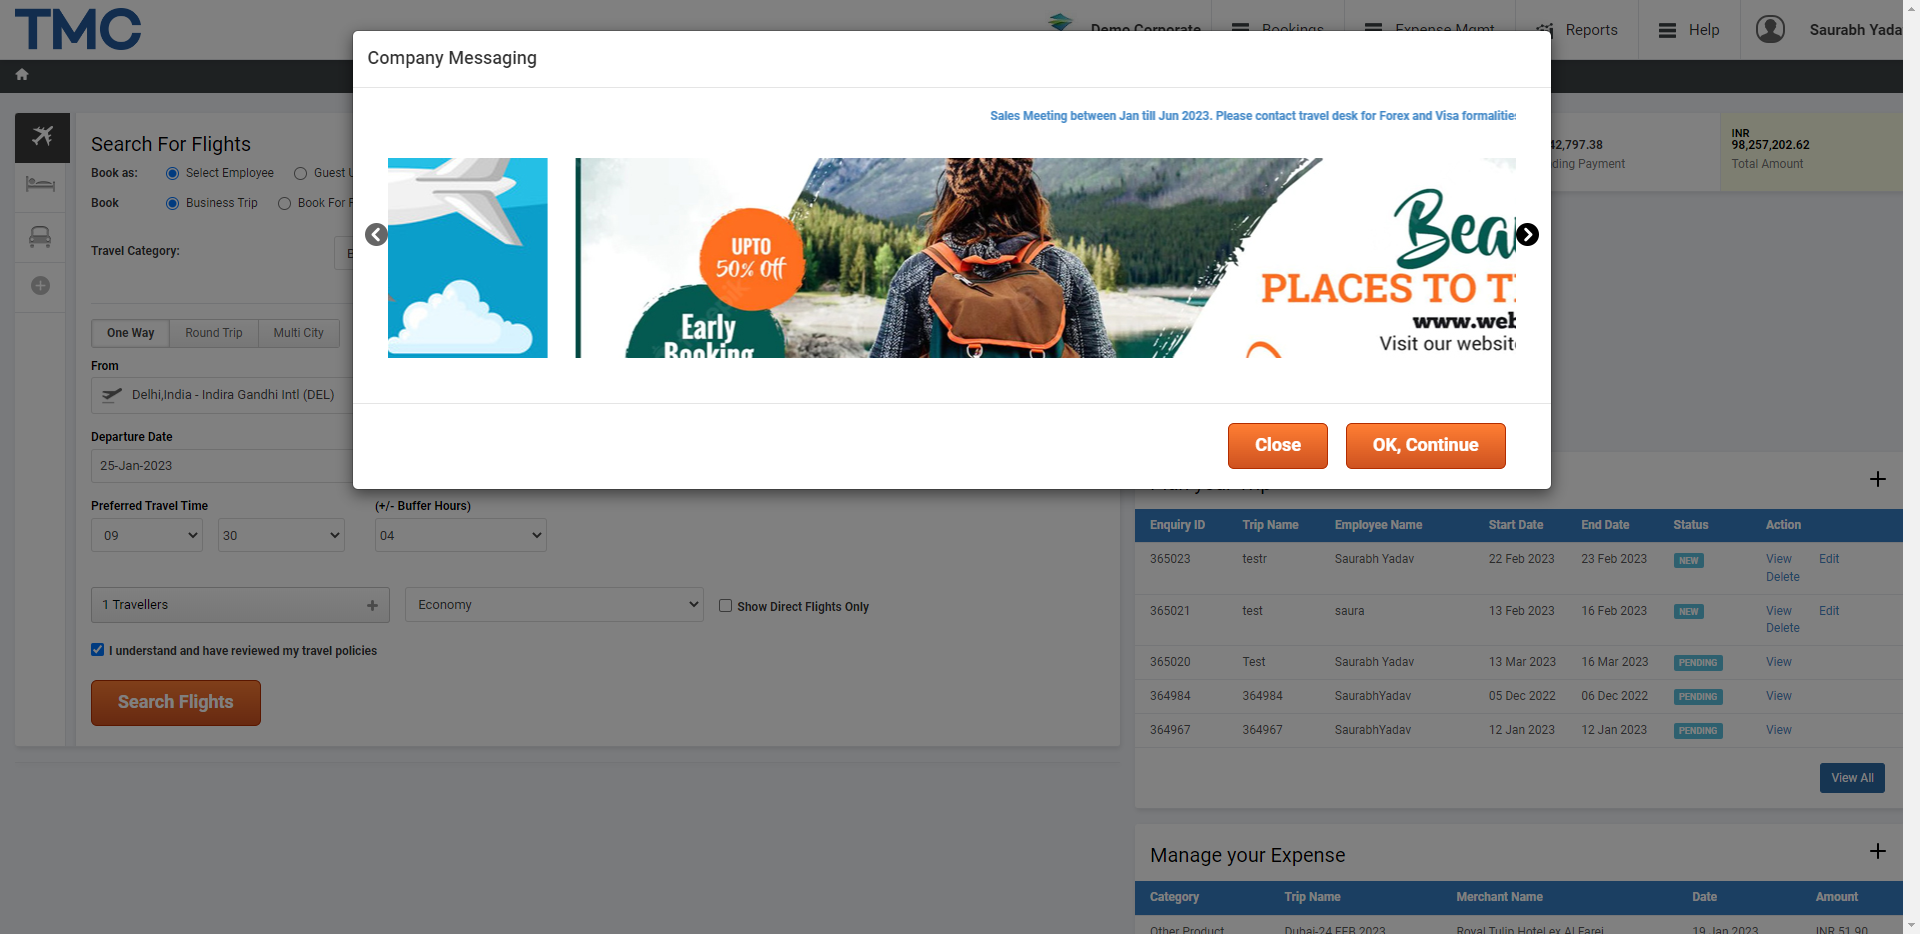 TMC
Demo Corporate
Bookings
Expense Mgmt
Reports
Help
Saurabh Yada
Company Messaging
Sales Meeting between Jan till Jun 2023. Please contact travel desk for Forex and Visa formalities
UPTO
50% Off
Early
Booking
Bea
PLACES TO T
www.web
Visit our website
Close
OK, Continue
Search For Flights
Book as:
Select Employee
Guest U
Book
Business Trip
Book For F
Travel Category:
One Way
Round Trip
Multi City
From
Delhi,India - Indira Gandhi Intl (DEL)
Departure Date
25-Jan-2023
Preferred Travel Time
(+/- Buffer Hours)
09
30
04
1 Travellers
Economy
Show Direct Flights Only
I understand and have reviewed my travel policies
Search Flights
42,797.38
ding Payment
INR
98,257,202.62
Total Amount
Plan your Trip
Enquiry ID Trip Name Employee Name Start Date End Date Status Action
365023 testr Saurabh Yadav 22 Feb 2023 23 Feb 2023 NEW View Edit
Delete
365021 test saura 13 Feb 2023 16 Feb 2023 NEW View Edit
Delete
365020 Test Saurabh Yadav 13 Mar 2023 16 Mar 2023 PENDING View
364984 364984 SaurabhYadav 05 Dec 2022 06 Dec 2022 PENDING View
364967 364967 SaurabhYadav 12 Jan 2023 12 Jan 2023 PENDING View
View All
Manage your Expense
Category Trip Name Merchant Name Date Amount
Other Product Dubai-24 FEB 2023 Royal Tulip Hotel ex Al Farej 19 Jan 2023 INR 51.90